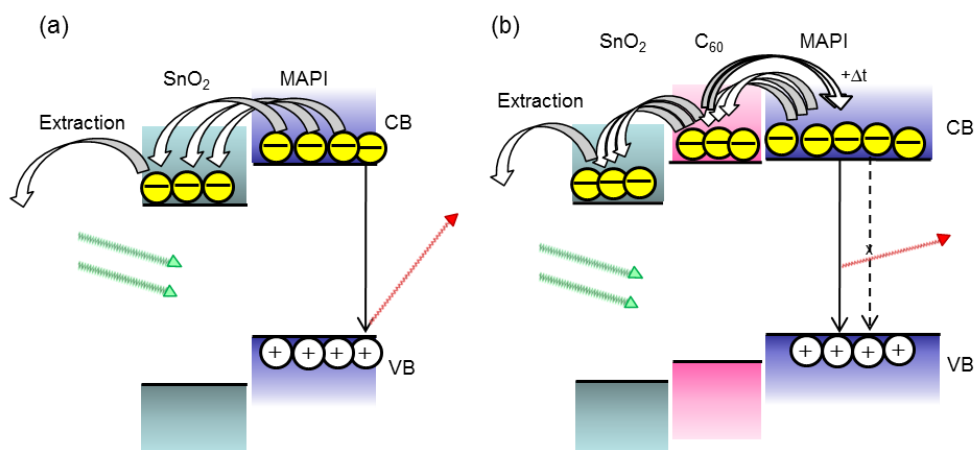 (a)
SnO₂
MAPI
Extraction
CB
VB
(b)
SnO₂
C₆₀
MAPI
+Δt
Extraction
CB
x
VB